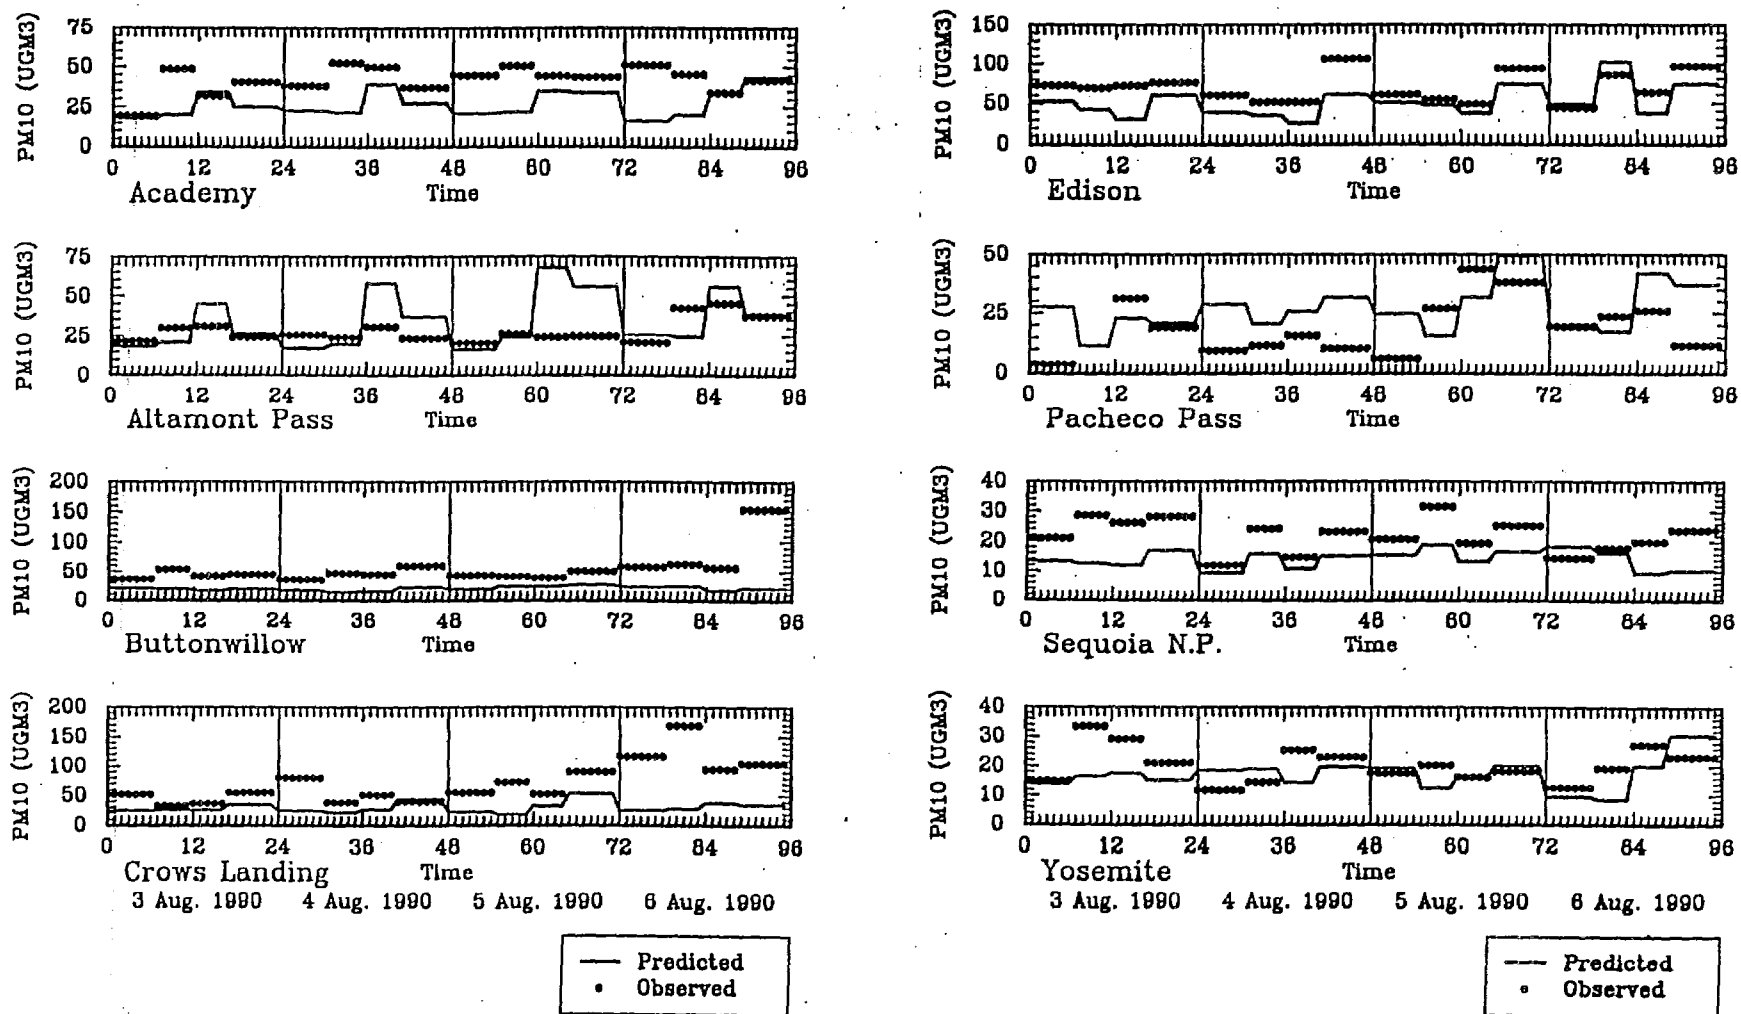 PM10 (UGM3)
75
50
25
0
0 12 24 36 48 60 72 84 96
Academy Time
PM10 (UGM3)
75
50
25
0
0 12 24 36 48 60 72 84 96
Altamont Pass Time
PM10 (UGM3)
200
150
100
50
0
0 12 24 36 48 60 72 84 96
Buttonwillow Time
PM10 (UGM3)
200
150
100
50
0
0 12 24 36 48 60 72 84 96
Crows Landing Time
3 Aug. 1990 4 Aug. 1990 5 Aug. 1990 6 Aug. 1990
Predicted
Observed
PM10 (UGM3)
150
100
50
0
0 12 24 36 48 60 72 84 96
Edison Time
PM10 (UGM3)
50
25
0
0 12 24 36 48 60 72 84 96
Pacheco Pass Time
PM10 (UGM3)
40
30
20
10
0
0 12 24 36 48 60 72 84 96
Sequoia N.P. Time
PM10 (UGM3)
40
30
20
10
0
0 12 24 36 48 60 72 84 96
Yosemite Time
3 Aug. 1990 4 Aug. 1990 5 Aug. 1990 6 Aug. 1990
Predicted
Observed